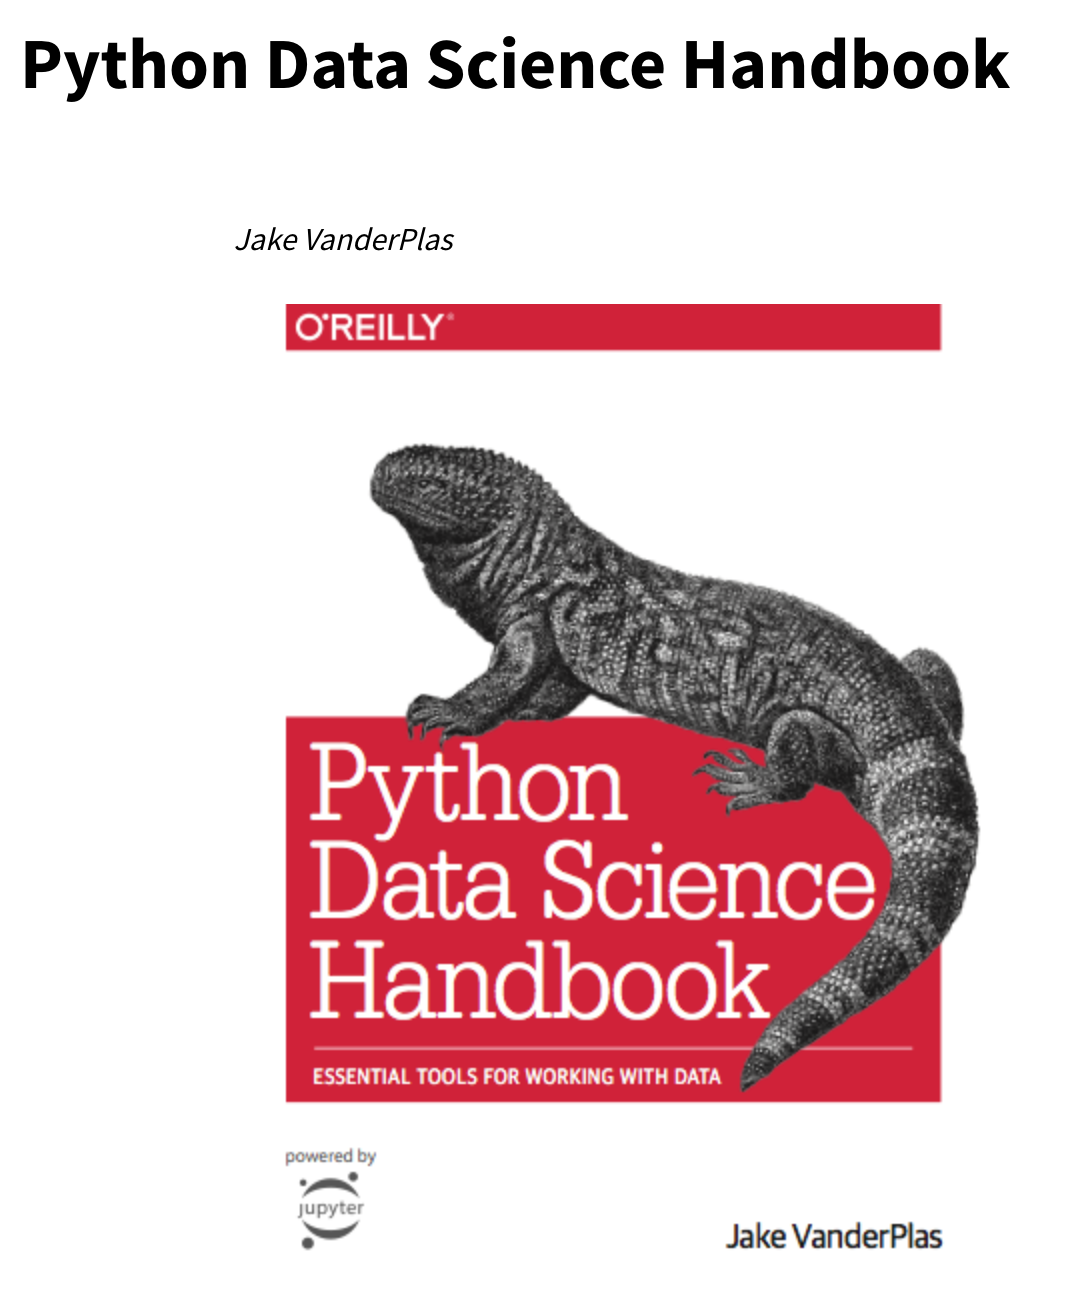 Python Data Science Handbook
Jake VanderPlas
O'REILLY®
Python
Data Science
Handbook
ESSENTIAL TOOLS FOR WORKING WITH DATA
powered by
jupyter
Jake VanderPlas